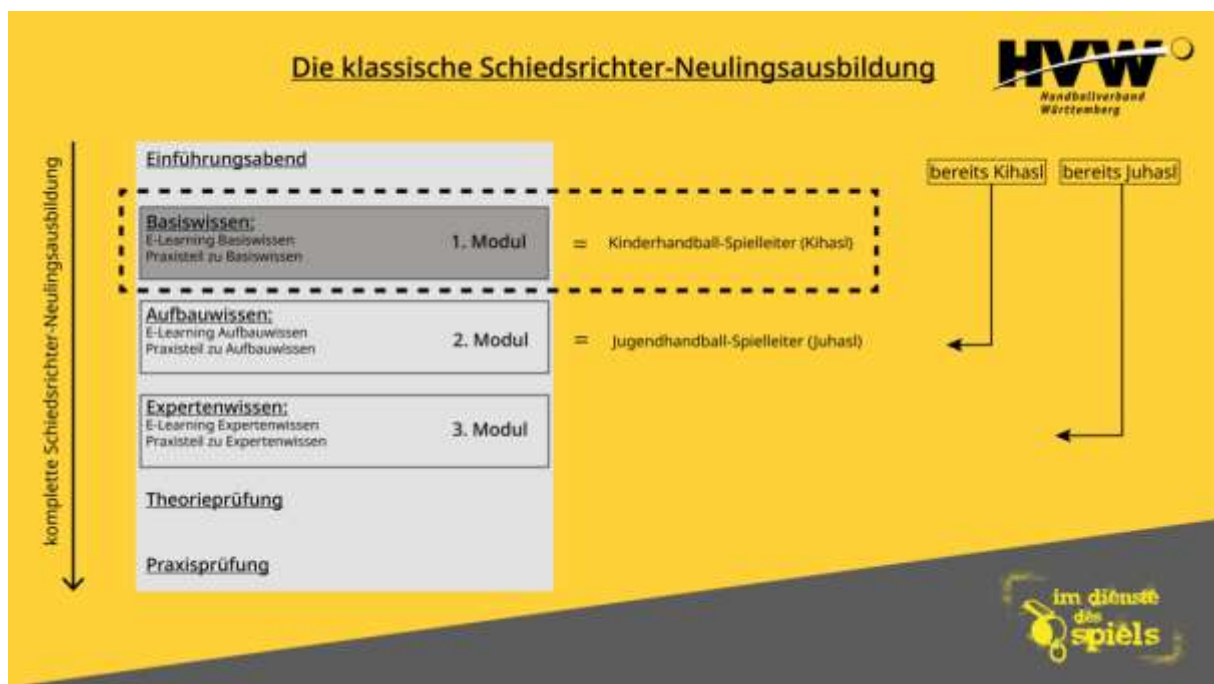 Die klassische Schiedsrichter-Neulingsausbildung
HVW
Handballverband
Württemberg
komplette Schiedsrichter-Neulingsausbildung
Einführungsabend
bereits Kihasl
bereits Juhasl
Basiswissen:
E-Learning Basiswissen
Praxisteil zu Basiswissen
1. Modul
= Kinderhandball-Spielleiter (Kihasl)
Aufbauwissen:
E-Learning Aufbauwissen
Praxisteil zu Aufbauwissen
2. Modul
= Jugendhandball-Spielleiter (Juhasl)
Expertenwissen:
E-Learning Expertenwissen
Praxisteil zu Expertenwissen
3. Modul
Theorieprüfung
Praxisprüfung
im dienste
des
spiels